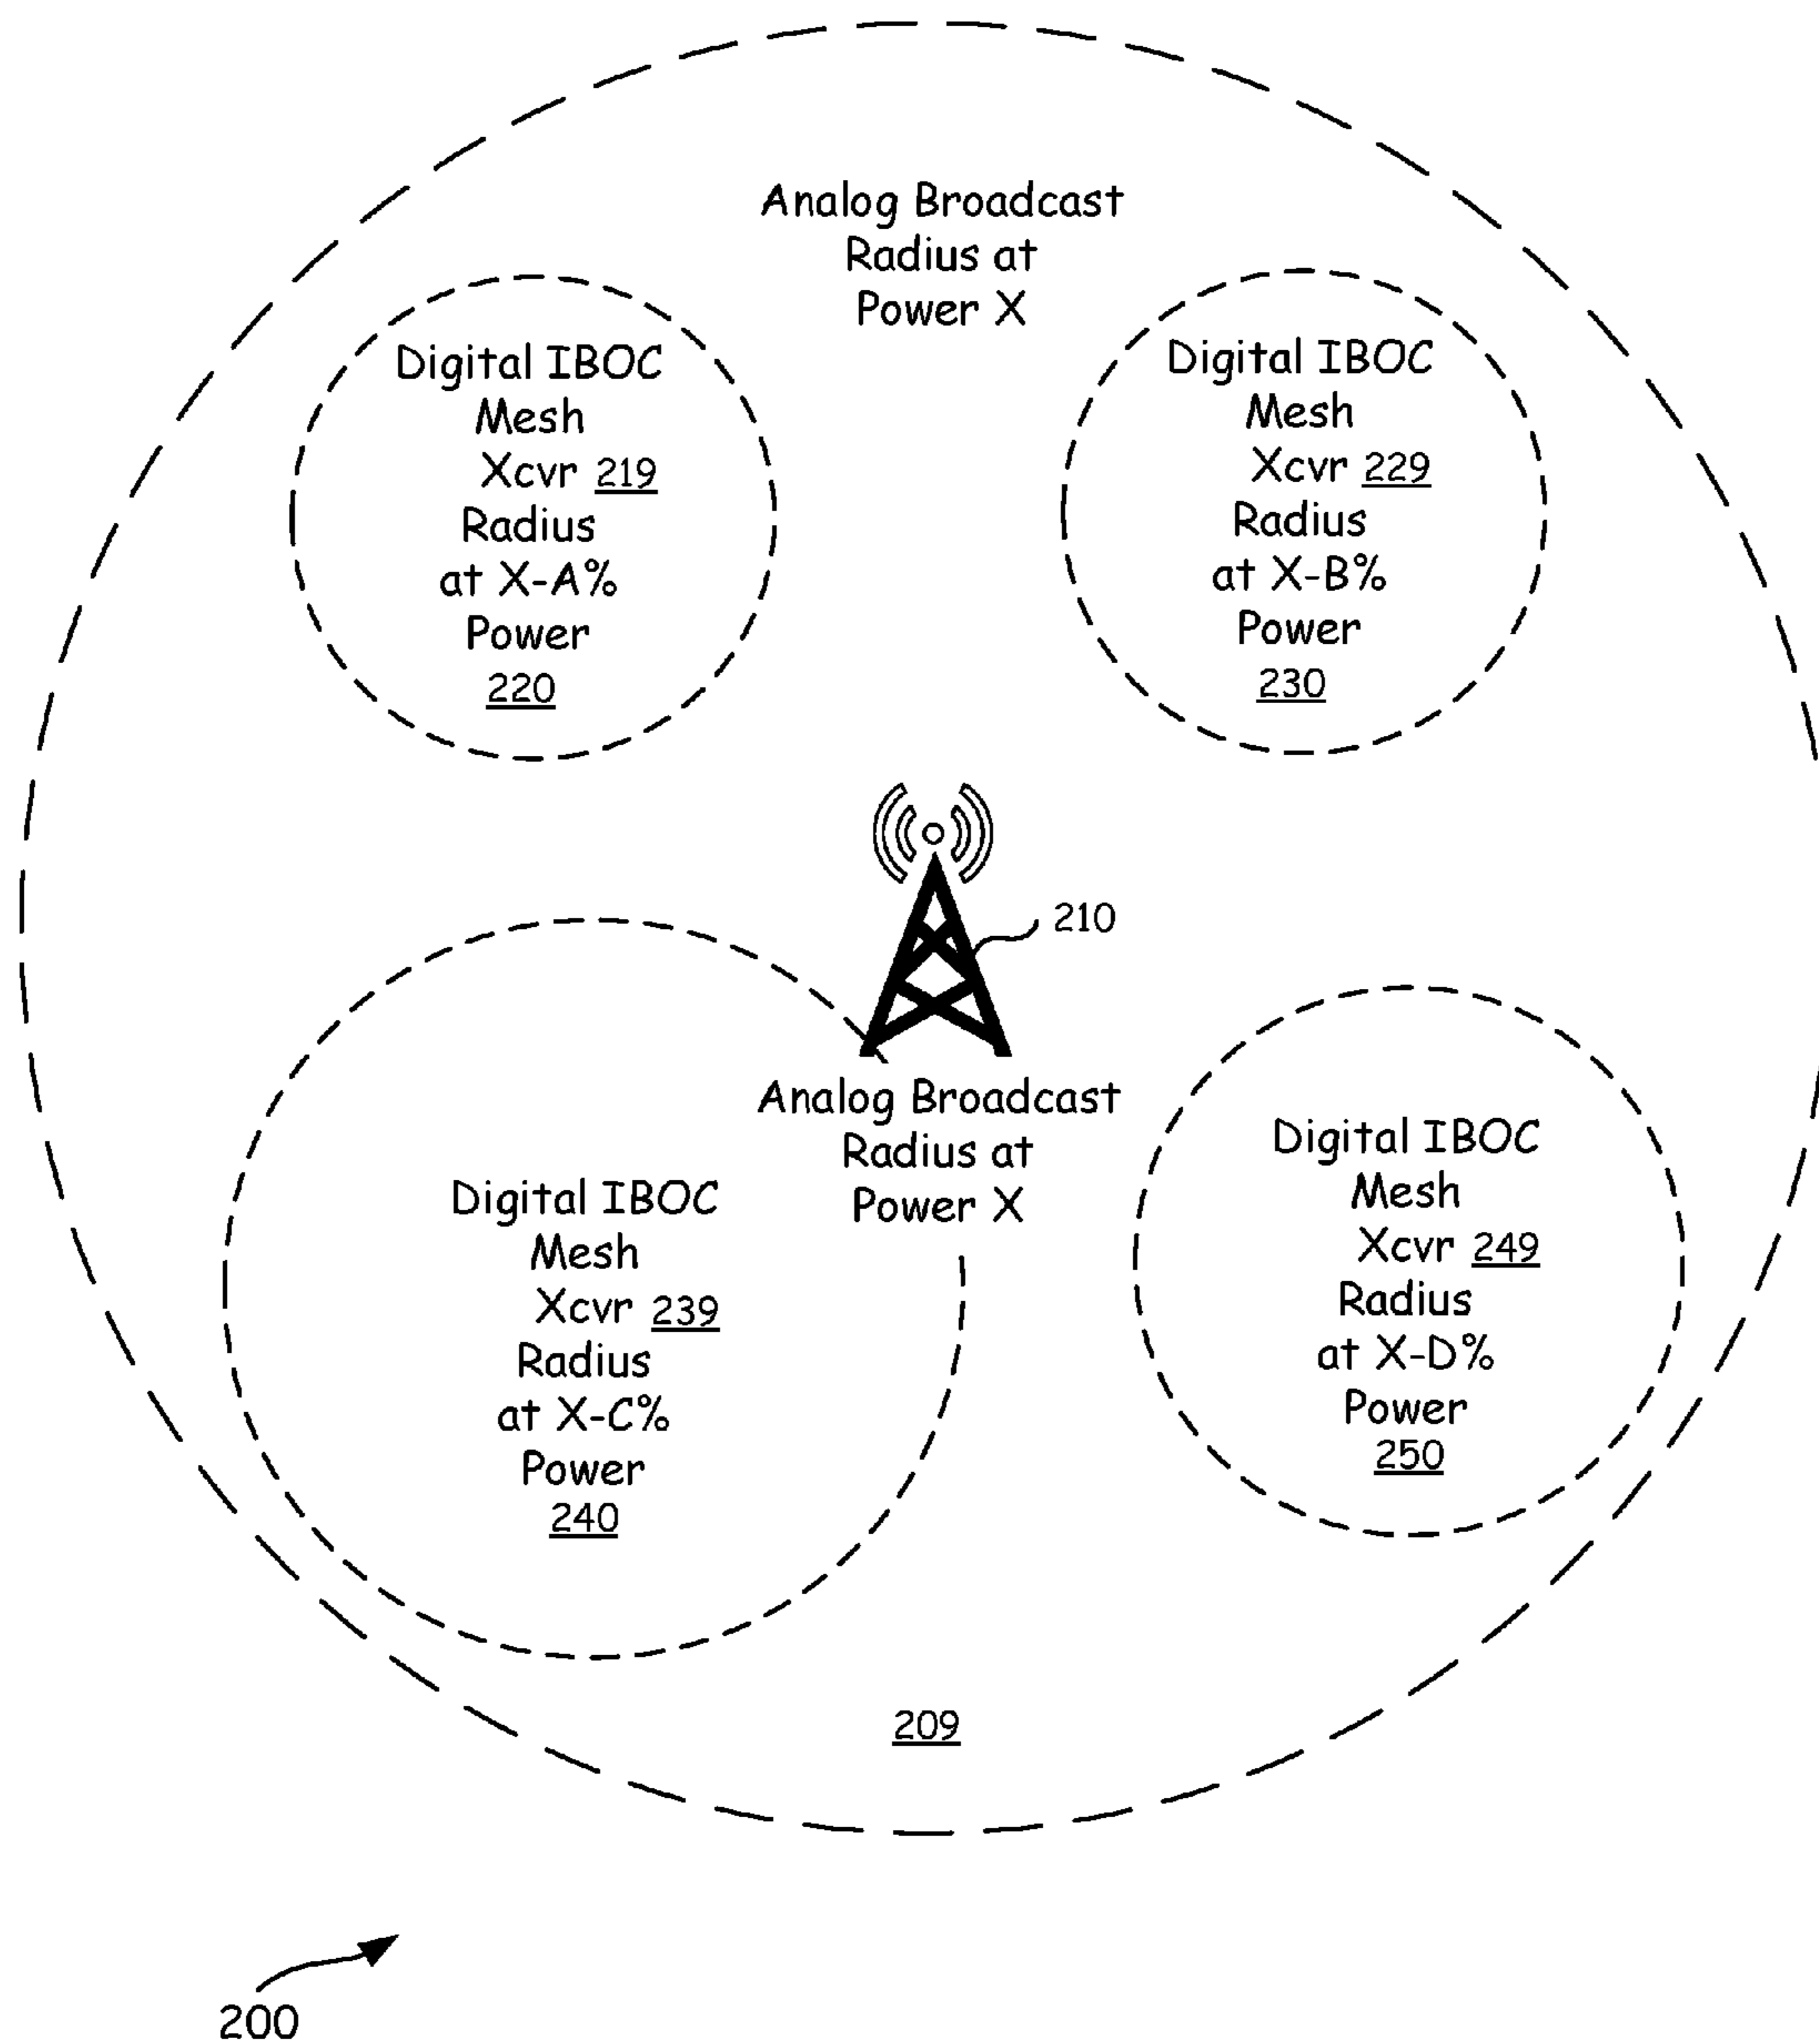 Analog Broadcast
Radius at
Power X
Digital IBOC
Mesh
Xcvr 219
Radius
at X-A%
Power
220
Digital IBOC
Mesh
Xcvr 229
Radius
at X-B%
Power
230
210
Analog Broadcast
Radius at
Power X
Digital IBOC
Mesh
Xcvr 239
Radius
at X-C%
Power
240
Digital IBOC
Mesh
Xcvr 249
Radius
at X-D%
Power
250
209
200